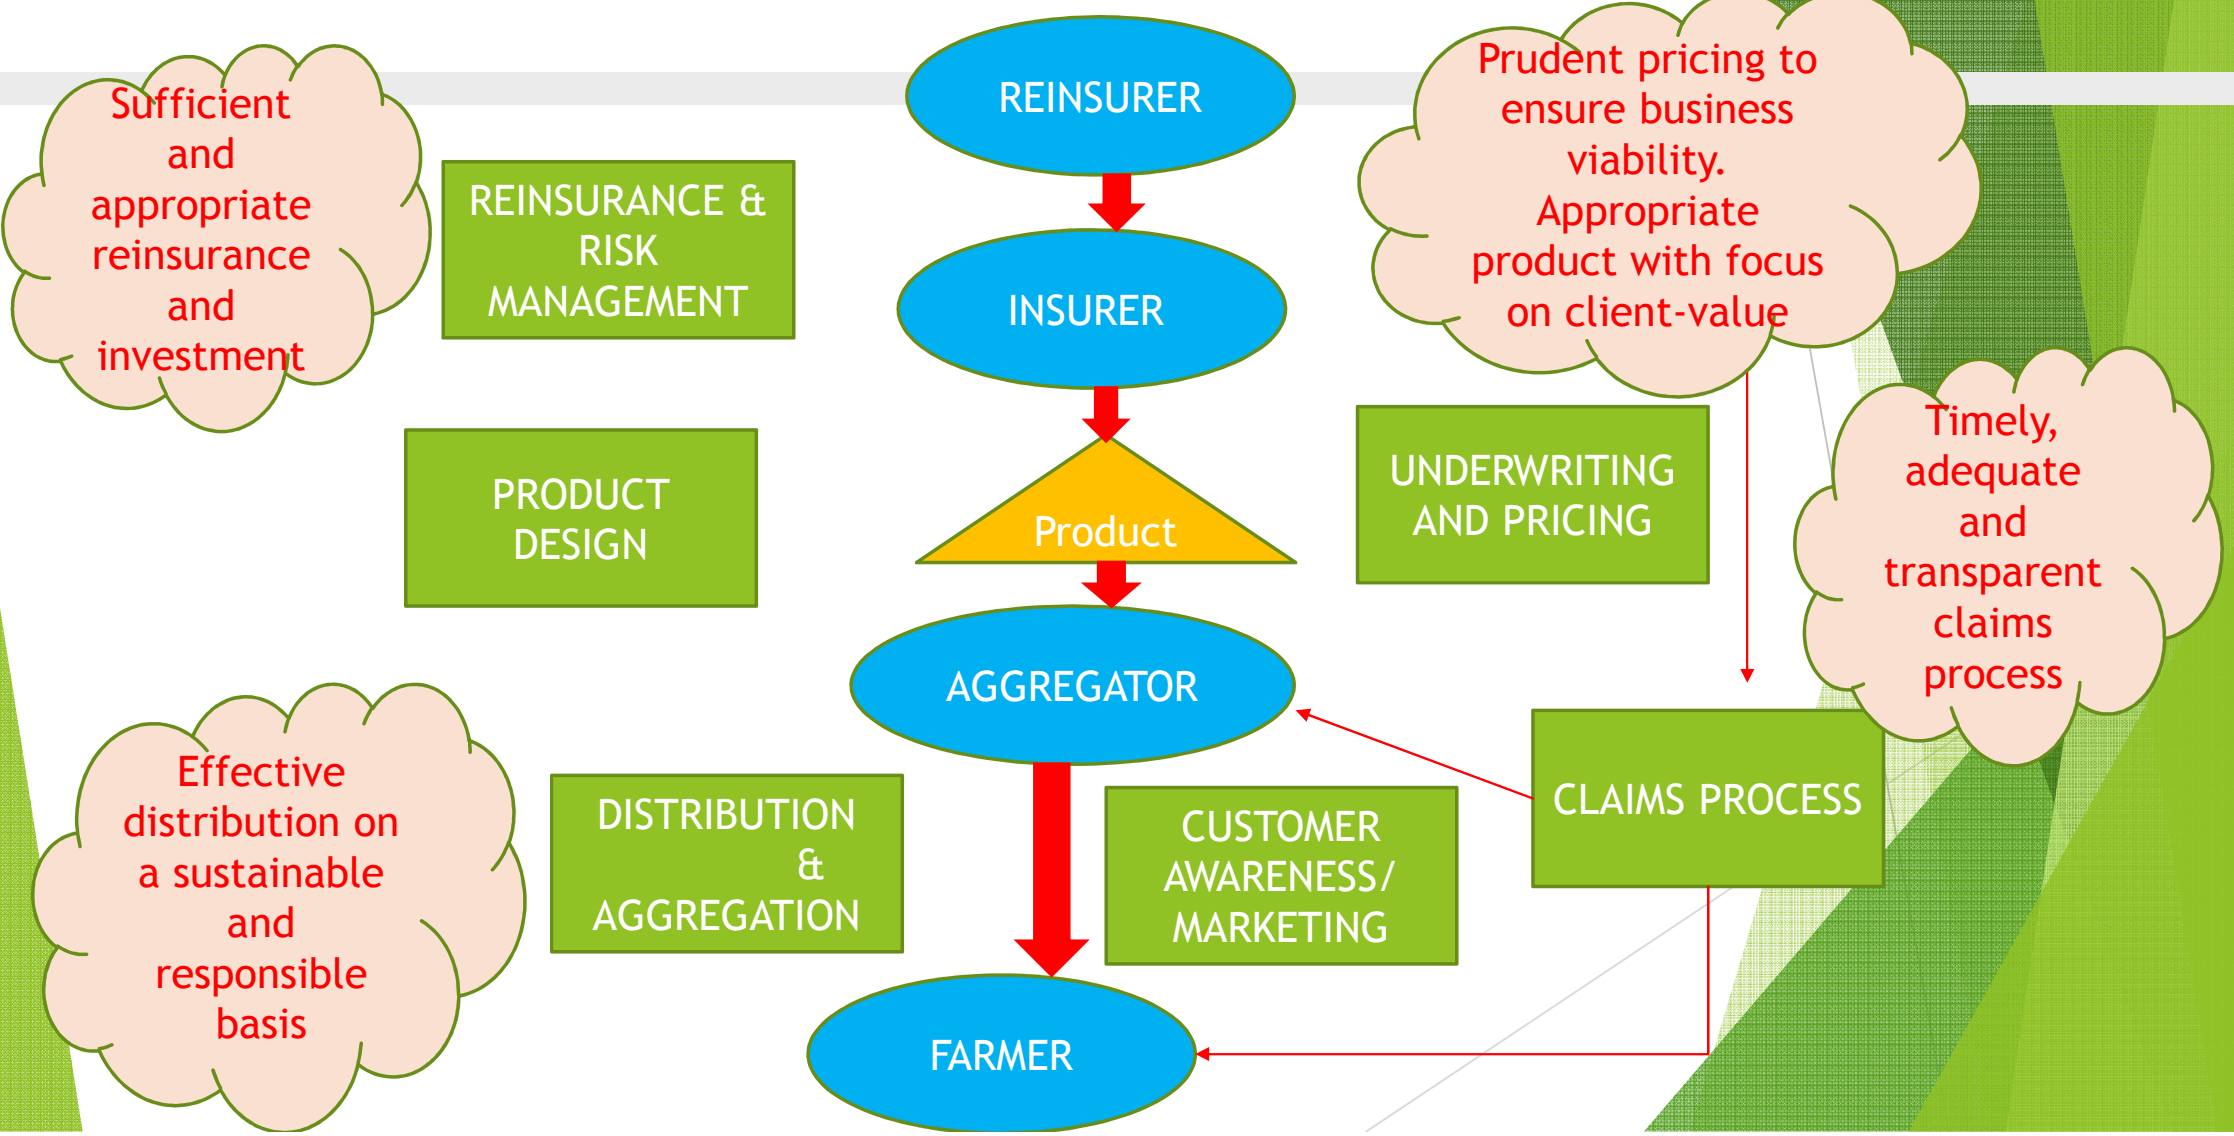 REINSURER
Sufficient
and
appropriate
reinsurance
and
investment
REINSURANCE &
RISK
MANAGEMENT
Prudent pricing to
ensure business
viability.
Appropriate
product with focus
on client-value
INSURER
PRODUCT
DESIGN
Product
UNDERWRITING
AND PRICING
Timely,
adequate
and
transparent
claims
process
AGGREGATOR
Effective
distribution on
a sustainable
and
responsible
basis
DISTRIBUTION
&
AGGREGATION
CUSTOMER
AWARENESS/
MARKETING
CLAIMS PROCESS
FARMER